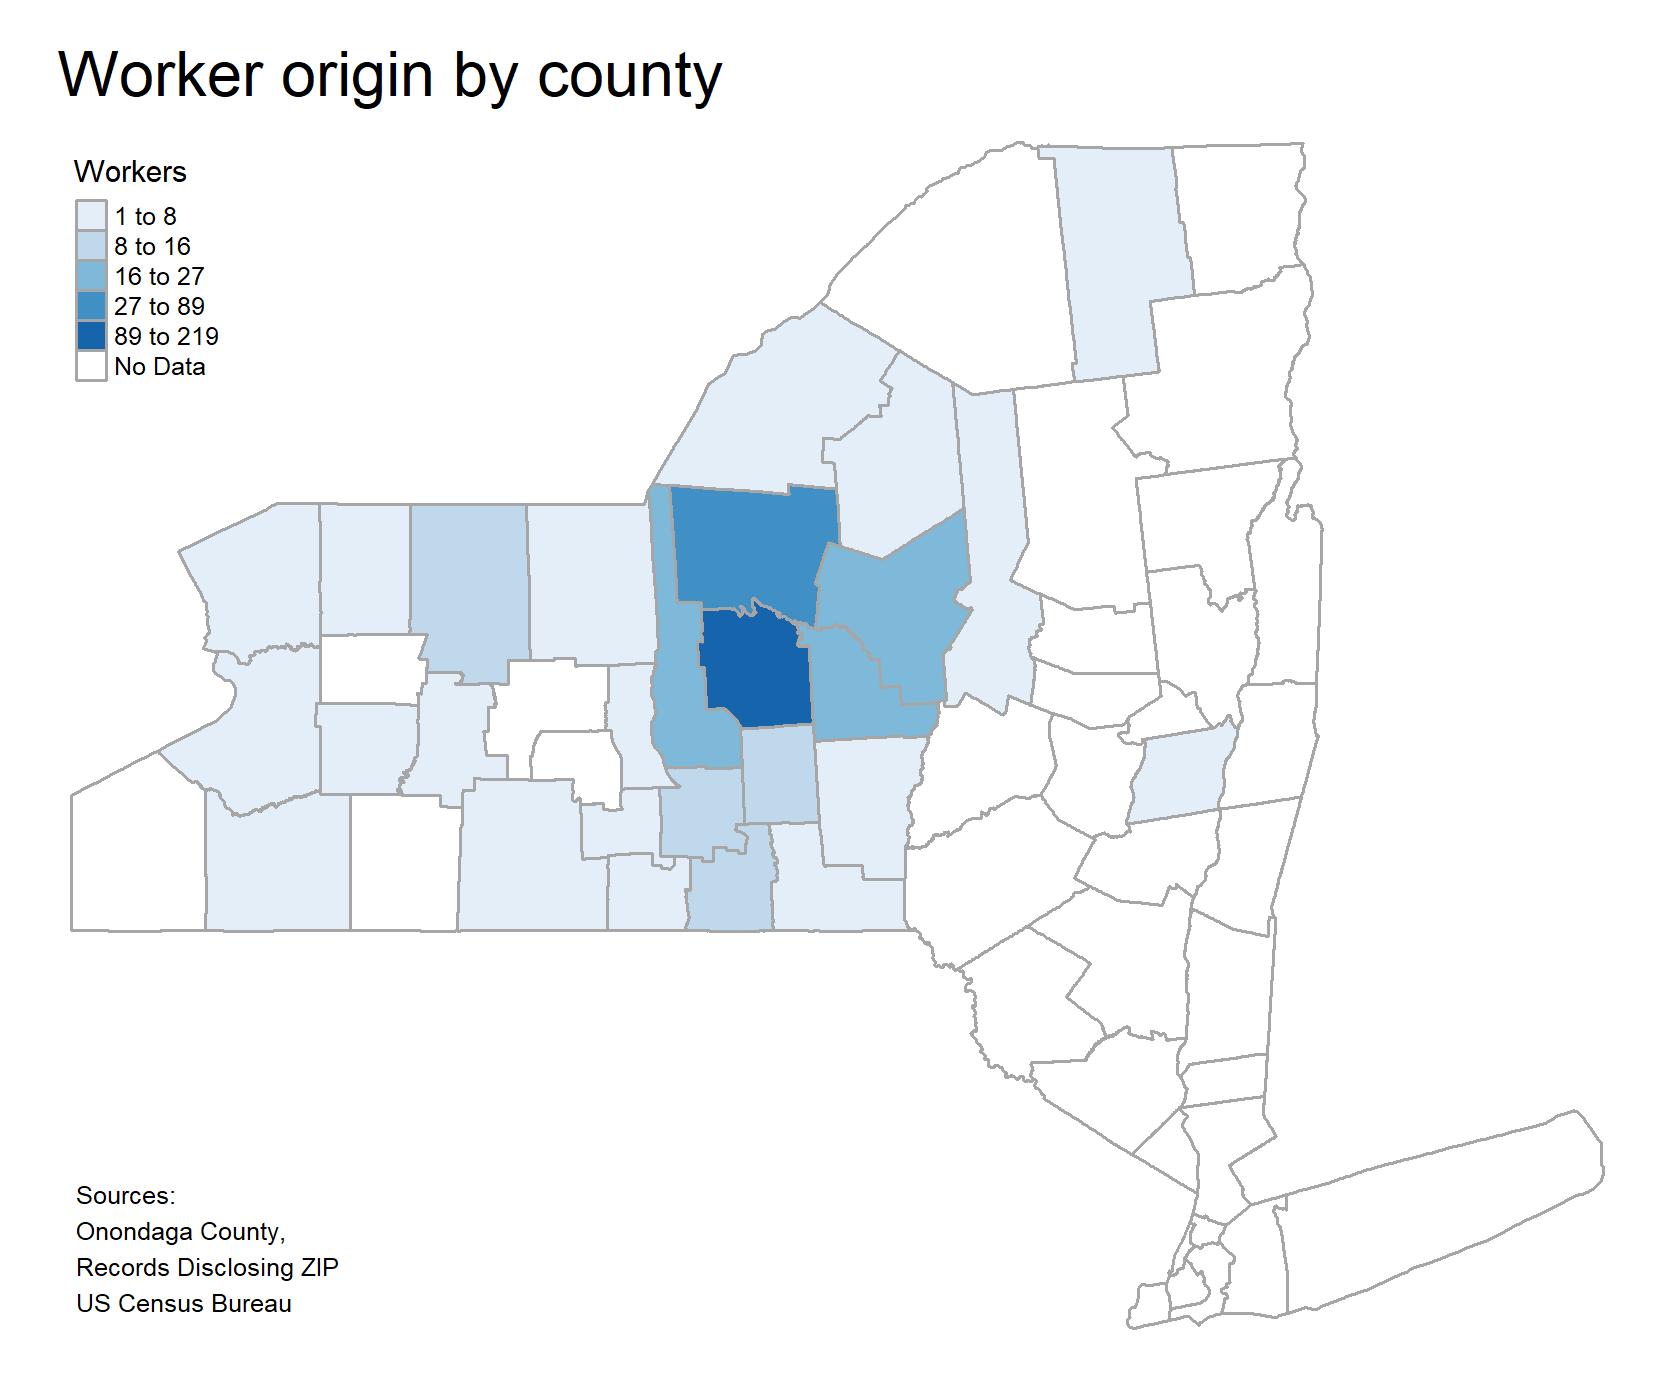 Worker origin by county
Workers
1 to 8
8 to 16
16 to 27
27 to 89
89 to 219
No Data
Sources:
Onondaga County,
Records Disclosing ZIP
US Census Bureau